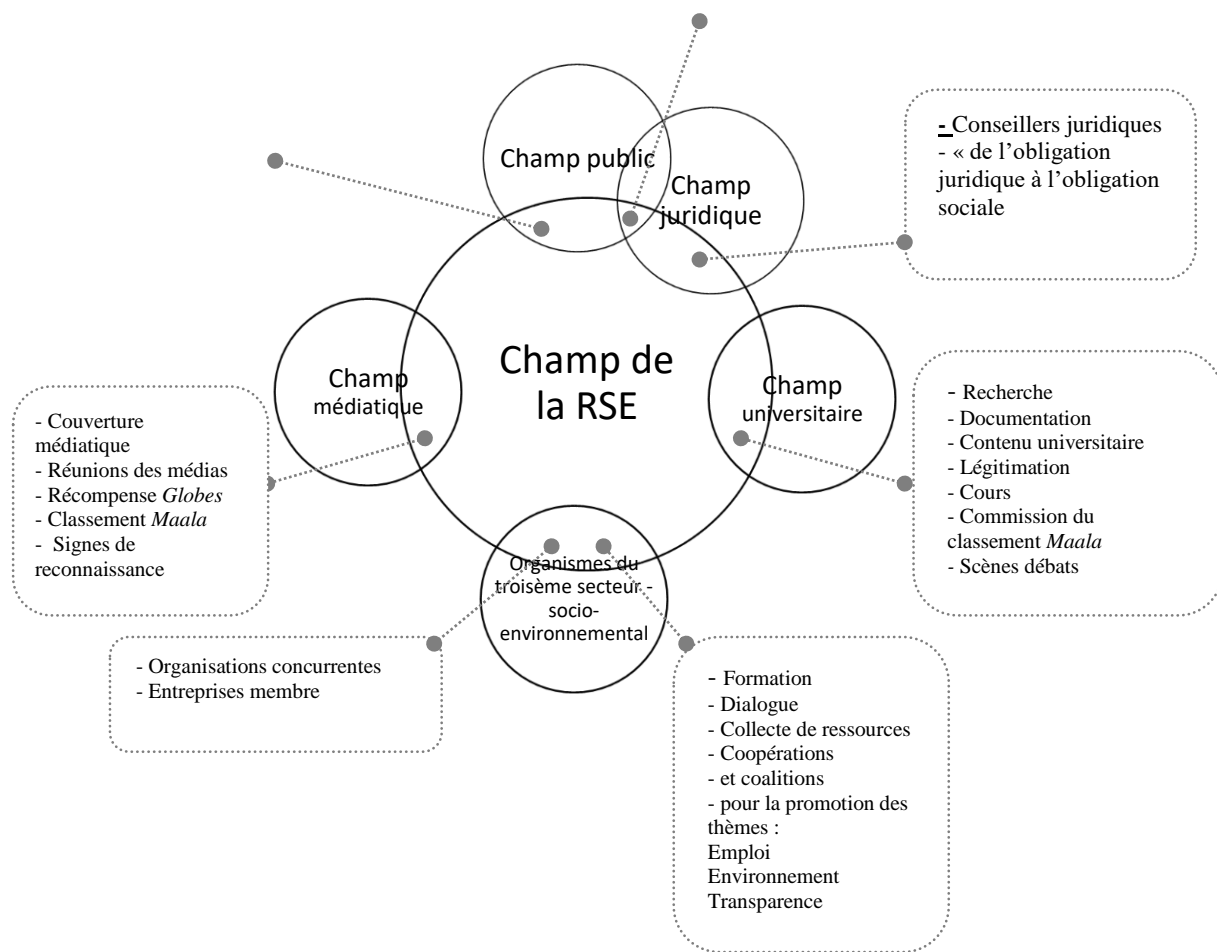 Champ public
Champ
juridique
- Conseillers juridiques
- « de l’obligation
juridique à l’obligation
sociale
Champ de
la RSE
Champ
médiatique
Champ
universitaire
- Couverture
médiatique
- Réunions des médias
- Récompense Globes
- Classement Maala
- Signes de
reconnaissance
- Recherche
- Documentation
- Contenu universitaire
- Légitimation
- Cours
- Commission du
classement Maala
- Scènes débats
Organismes du
troisième secteur -
socio-
environnemental
- Organisations concurrentes
- Entreprises membre
- Formation
- Dialogue
- Collecte de ressources
- Coopérations
- et coalitions
- pour la promotion des
thèmes :
Emploi
Environnement
Transparence